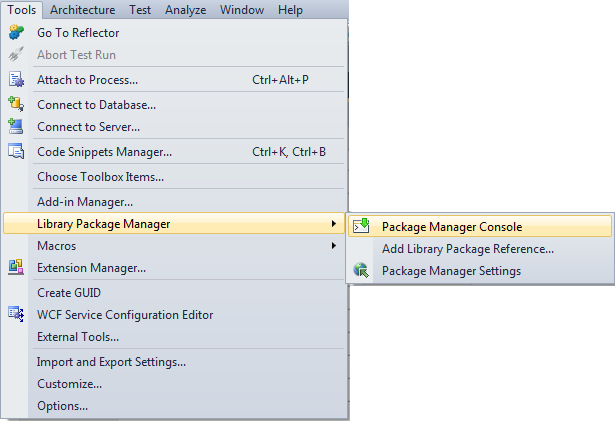 Tools Architecture Test Analyze Window Help
Go To Reflector
Abort Test Run
Attach to Process... Ctrl+Alt+P
Connect to Database...
Connect to Server...
Code Snippets Manager... Ctrl+K, Ctrl+B
Choose Toolbox Items...
Add-in Manager...
Library Package Manager
Package Manager Console
Add Library Package Reference...
Package Manager Settings
Macros
Extension Manager...
Create GUID
WCF Service Configuration Editor
External Tools...
Import and Export Settings...
Customize...
Options...